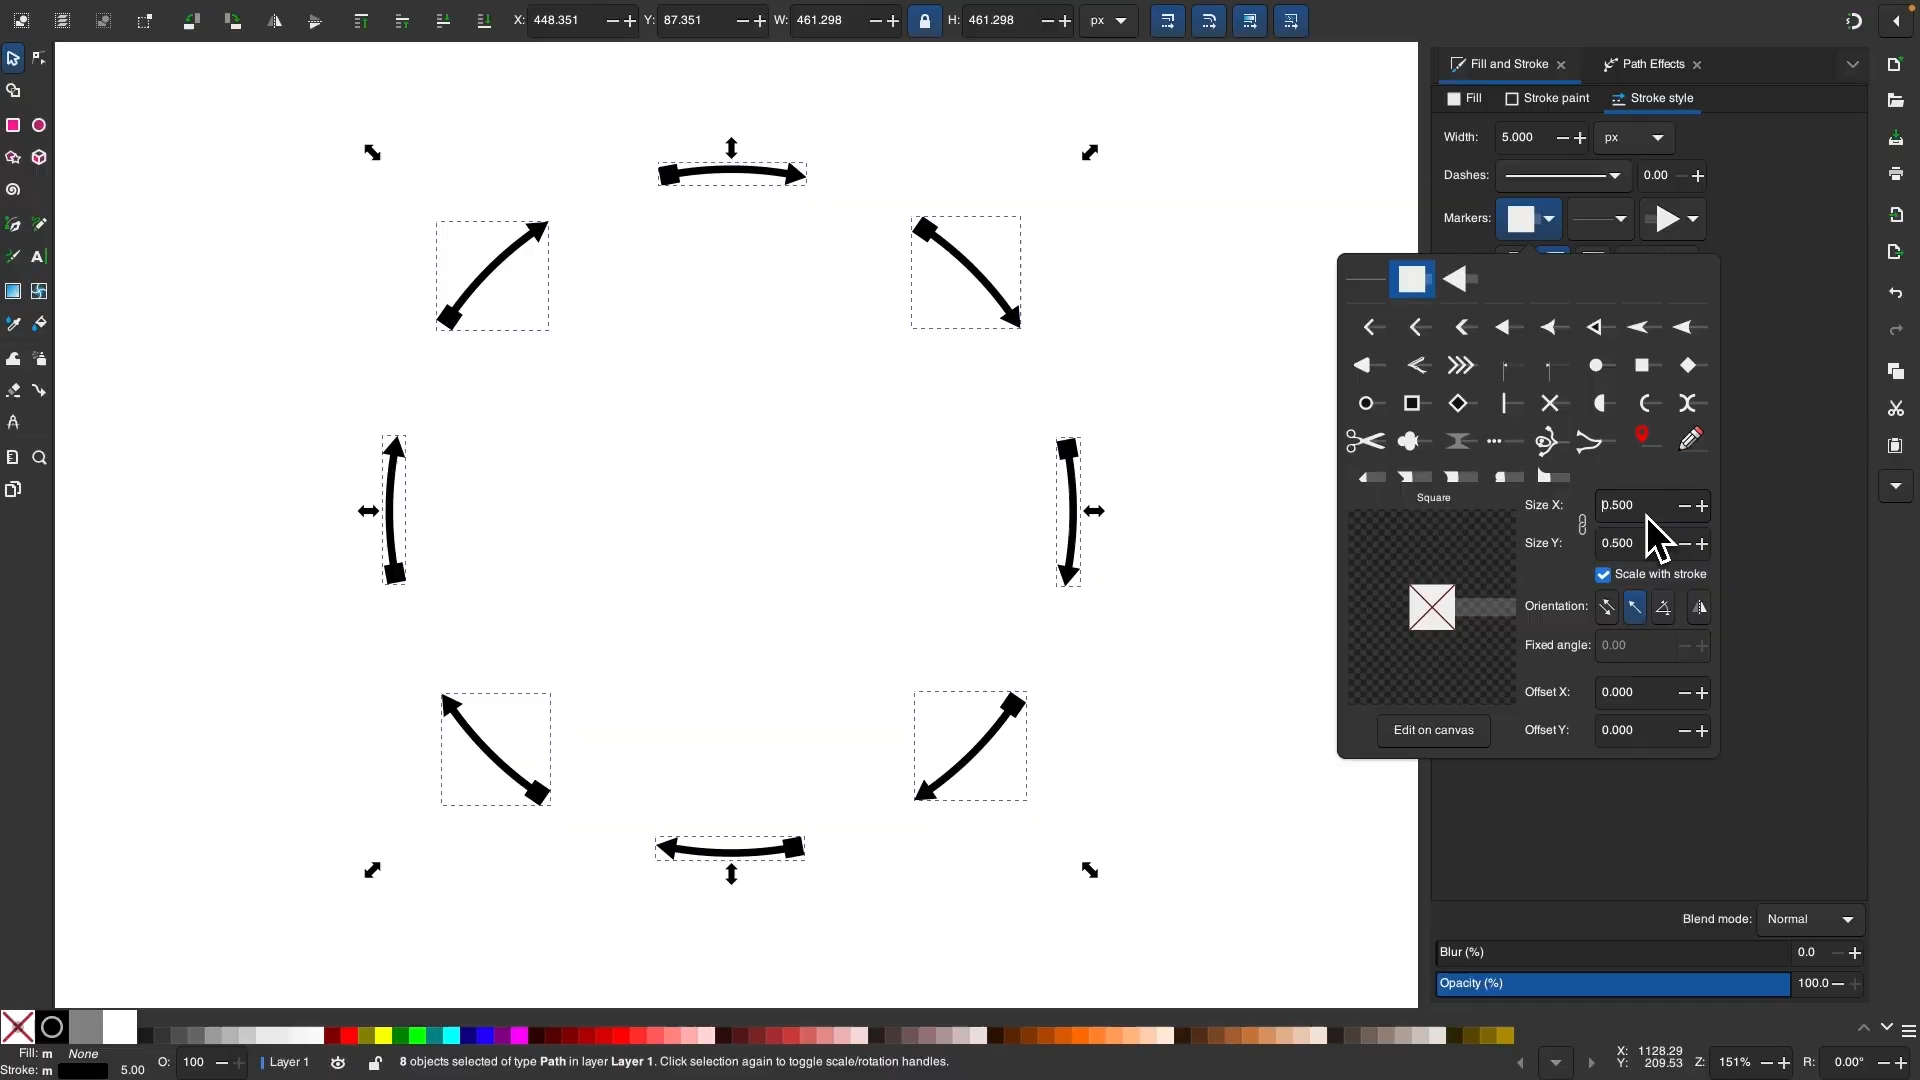 X: 448.351 Y: 87.351 W: 461.298 H: 461.298 px
Fill and Stroke Path Effects
Fill Stroke paint Stroke style
Width: 5.000 px
Dashes: 0.00
Markers:
Square
Size X: 0.500
Size Y: 0.500
Scale with stroke
Orientation:
Fixed angle: 0.00
Offset X: 0.000
Edit on canvas Offset Y: 0.000
Blend mode: Normal
Blur (%) 0.0
Opacity (%) 100.0
Fill: m None
Stroke: m 5.00
O: 100 Layer 1 8 objects selected of type Path in layer Layer 1. Click selection again to toggle scale/rotation handles.
X: 1128.29
Y: 209.53
Z: 151% R: 0.00°